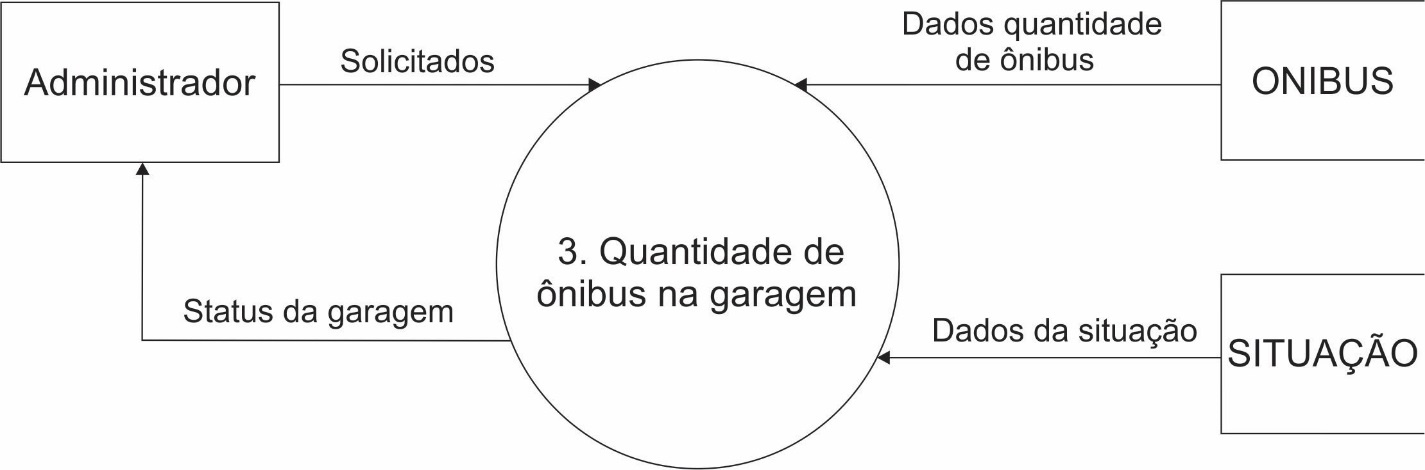 Administrador
Solicitados
Dados quantidade
de ônibus
ONIBUS
3. Quantidade de
ônibus na garagem
Status da garagem
Dados da situação
SITUAÇÃO